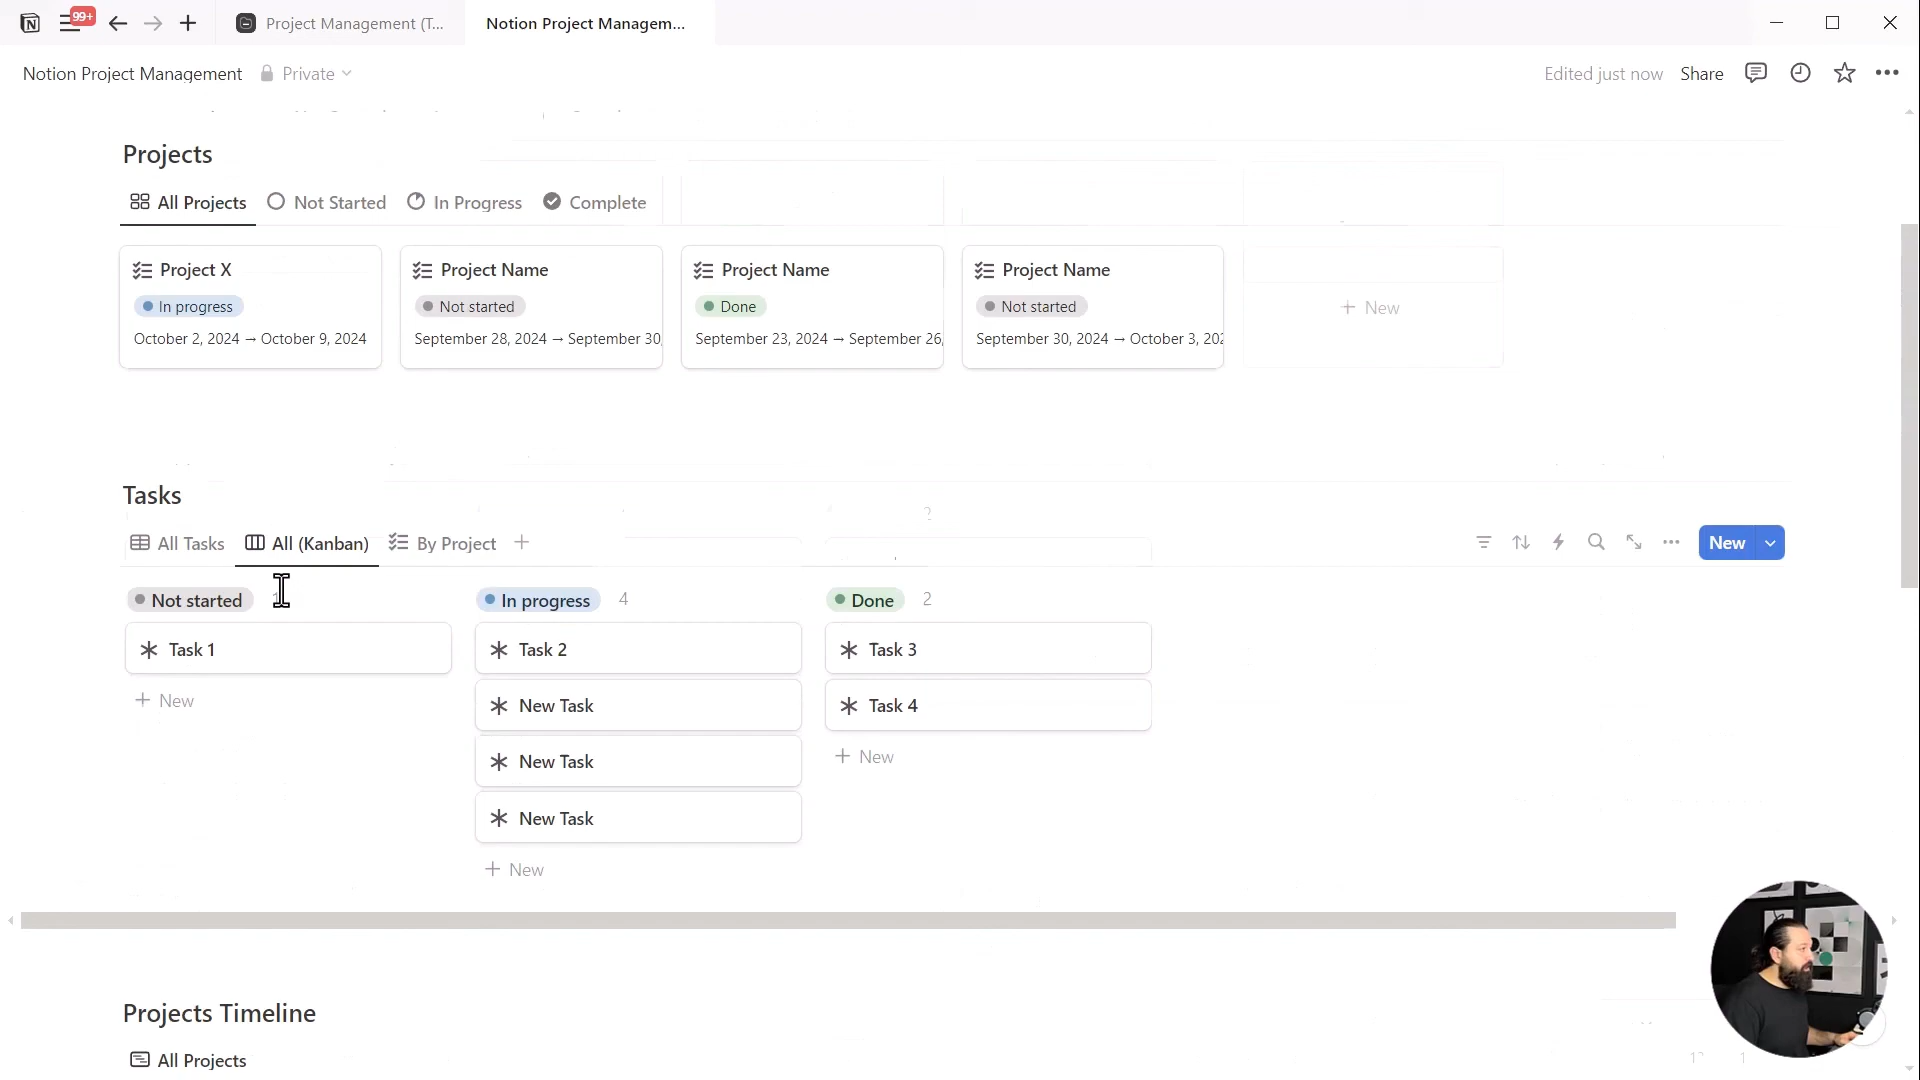 99+
Project Management (T...
Notion Project Managem...
Notion Project Management
Private
Edited just now
Share
Projects
All Projects
Not Started
In Progress
Complete
Project X
In progress
October 2, 2024 → October 9, 2024
Project Name
Not started
September 28, 2024 → September 30
Project Name
Done
September 23, 2024 → September 26,
Project Name
Not started
September 30, 2024 → October 3, 202
+ New
Tasks
All Tasks
All (Kanban)
By Project
New
Not started
In progress 4
Done 2
Task 1
+ New
Task 2
New Task
New Task
New Task
+ New
Task 3
Task 4
+ New
Projects Timeline
All Projects